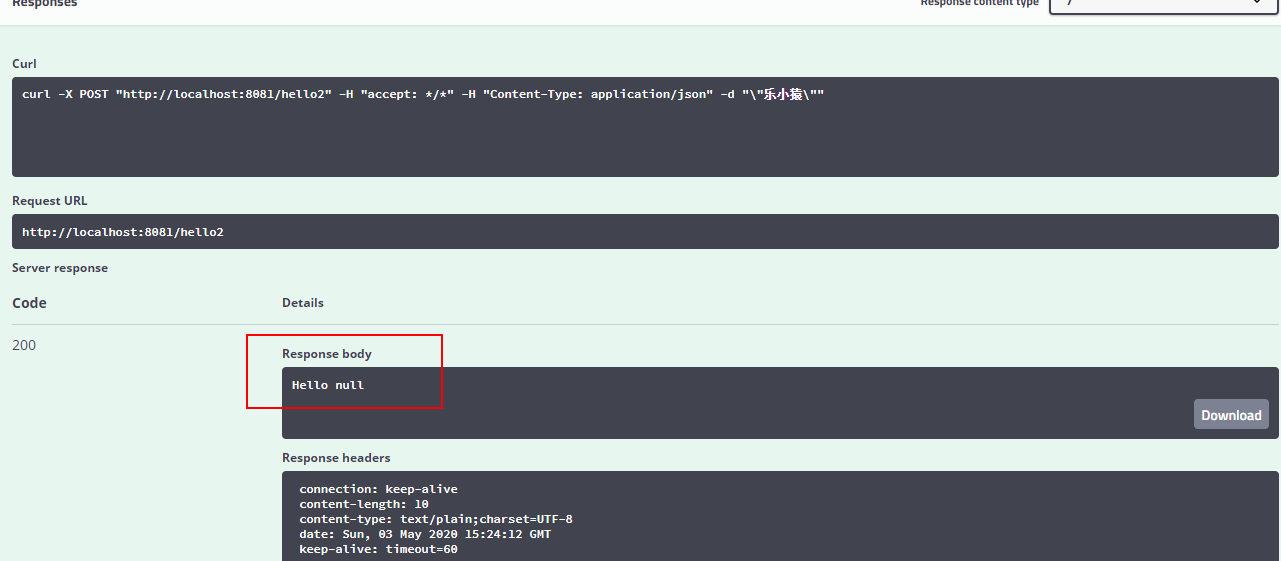 Responses
Response content type
*/*
Curl
curl -X POST "http://localhost:8081/hello2" -H "accept: */*" -H "Content-Type: application/json" -d "\"乐小猿\""
Request URL
http://localhost:8081/hello2
Server response
Code
Details
200
Response body
Hello null
Download
Response headers
connection: keep-alive
content-length: 10
content-type: text/plain;charset=UTF-8
date: Sun, 03 May 2020 15:24:12 GMT
keep-alive: timeout=60